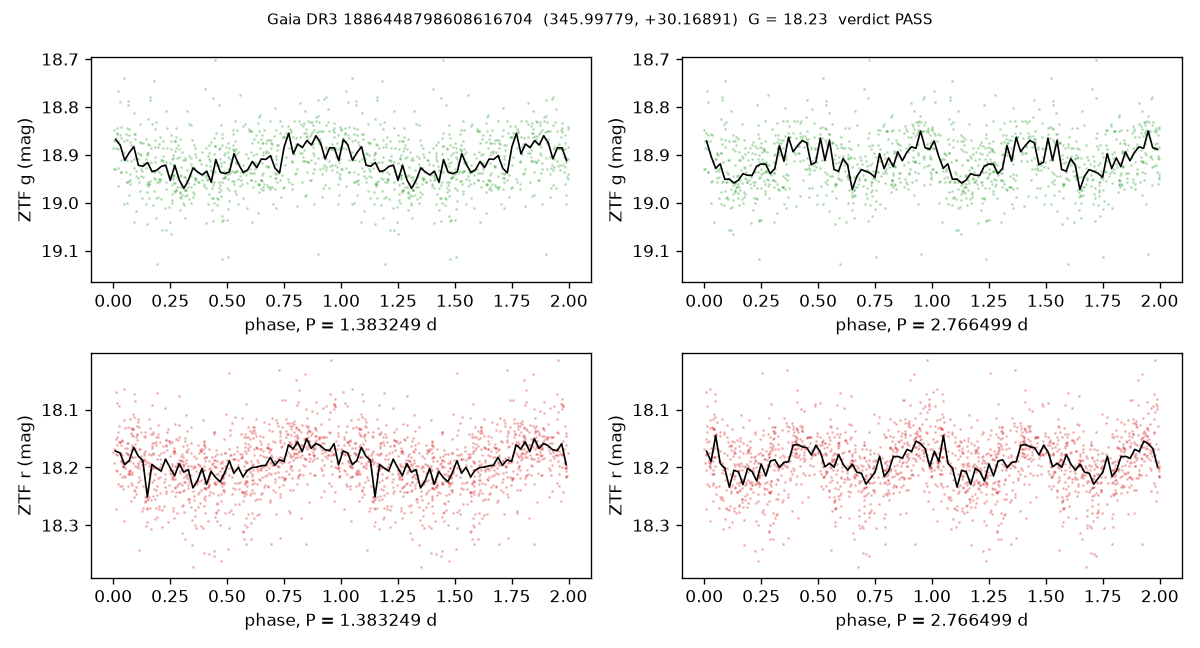 Gaia DR3 1886448798608616704  (345.99779, +30.16891)  G = 18.23  verdict PASS
18.7
18.8
18.9
19.0
19.1
ZTF g (mag)
0.00 0.25 0.50 0.75 1.00 1.25 1.50 1.75 2.00
phase, P = 1.383249 d
18.7
18.8
18.9
19.0
19.1
ZTF g (mag)
0.00 0.25 0.50 0.75 1.00 1.25 1.50 1.75 2.00
phase, P = 2.766499 d
18.1
18.2
18.3
ZTF r (mag)
0.00 0.25 0.50 0.75 1.00 1.25 1.50 1.75 2.00
phase, P = 1.383249 d
18.1
18.2
18.3
ZTF r (mag)
0.00 0.25 0.50 0.75 1.00 1.25 1.50 1.75 2.00
phase, P = 2.766499 d